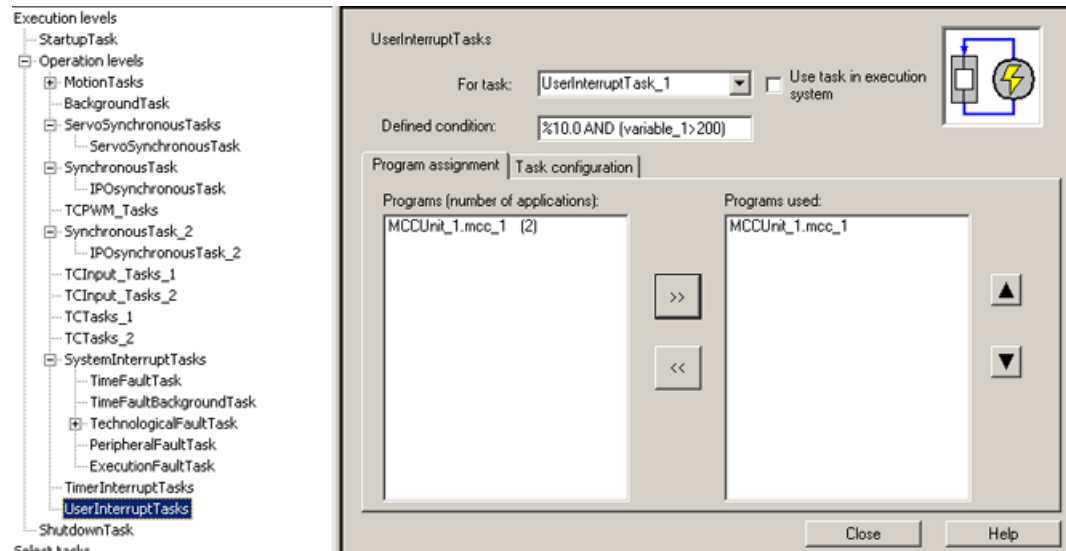 Execution levels
StartupTask
Operation levels
MotionTasks
BackgroundTask
ServoSynchronousTasks
ServoSynchronousTask
SynchronousTask
IPOsynchronousTask
TCPWM_Tasks
SynchronousTask_2
IPOsynchronousTask_2
TCInput_Tasks_1
TCInput_Tasks_2
TCTasks_1
TCTasks_2
SystemInterruptTasks
TimeFaultTask
TimeFaultBackgroundTask
TechnologicalFaultTask
PeripheralFaultTask
ExecutionFaultTask
TimerInterruptTasks
UserInterruptTasks
ShutdownTask
Select tasks
UserInterruptTasks
For task: UserInterruptTask_1
Use task in execution
system
Defined condition: %10.0 AND (variable_1>200)
Program assignment Task configuration
Programs (number of applications): Programs used:
MCCUnit_1.mcc_1 (2) MCCUnit_1.mcc_1
>>
<<
Close Help